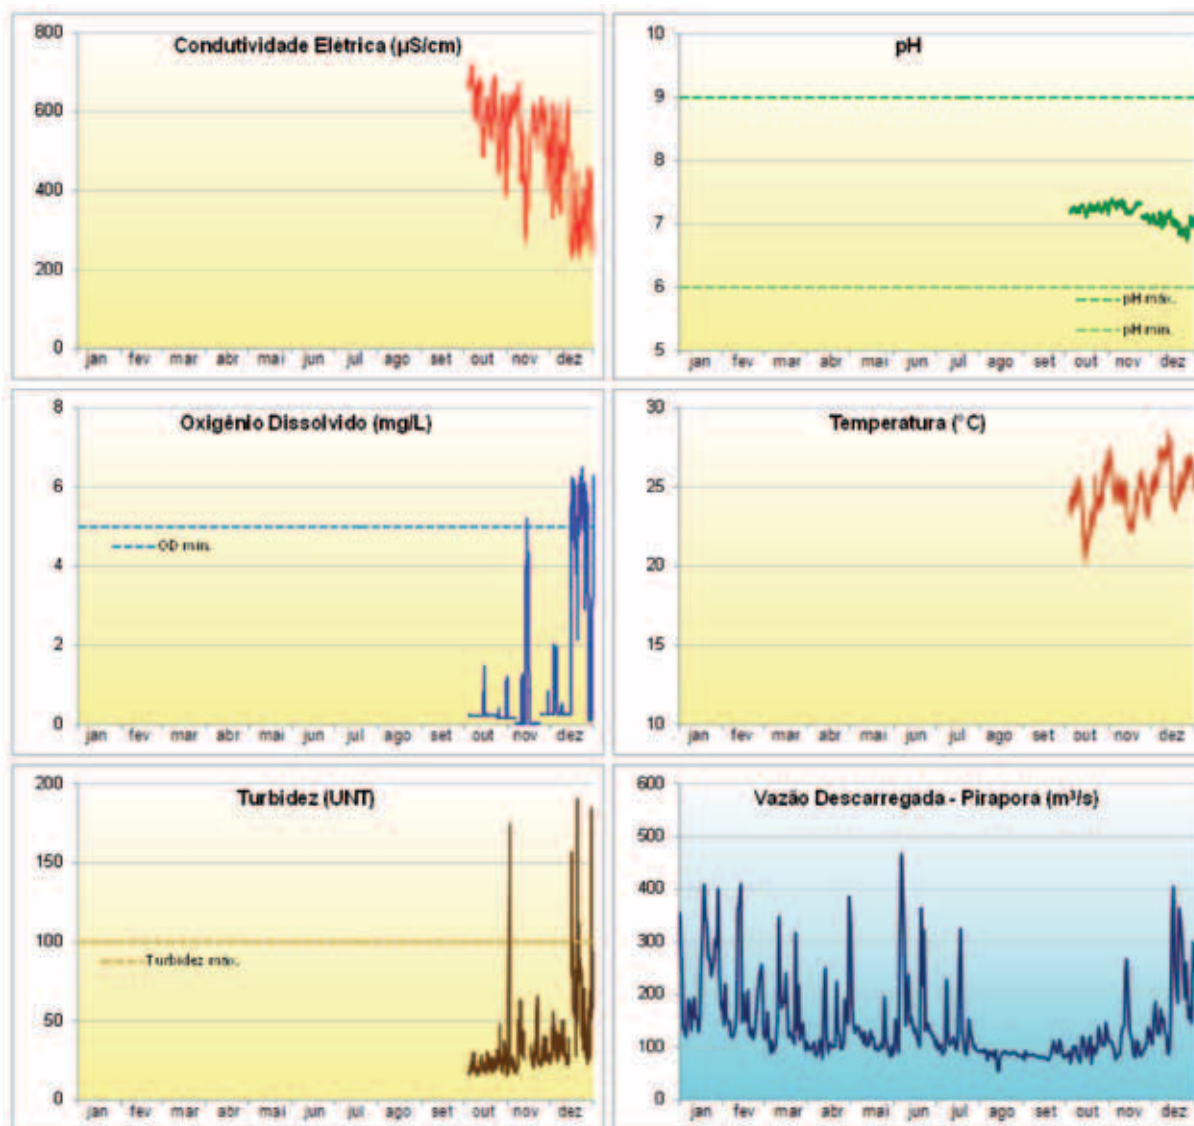 Condutividade Elétrica (µS/cm)
800
600
400
200
0
jan fev mar abr mai jun jul ago set out nov dez
pH
10
9
8
7
6
5
pH máx.
pH mín.
jan fev mar abr mai jun jul ago set out nov dez
Oxigênio Dissolvido (mg/L)
8
6
4
2
0
OD mín.
jan fev mar abr mai jun jul ago set out nov dez
Temperatura (°C)
30
25
20
15
10
jan fev mar abr mai jun jul ago set out nov dez
Turbidez (UNT)
200
150
100
50
0
Turbidez máx.
jan fev mar abr mai jun jul ago set out nov dez
Vazão Descarregada - Pirapora (m³/s)
600
500
400
300
200
100
0
jan fev mar abr mai jun jul ago set out nov dez